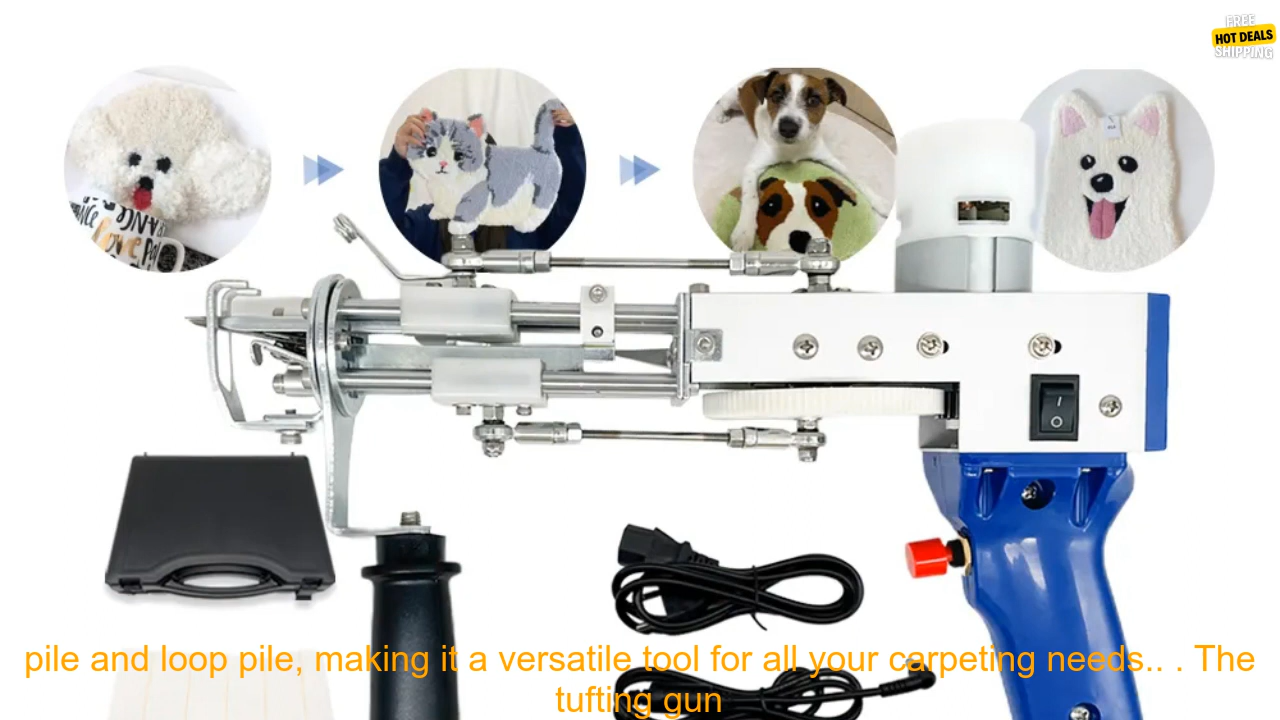 FREE
HOT DEALS
SHIPPING
pile and loop pile, making it a versatile tool for all your carpeting needs.. . The
tufting gun